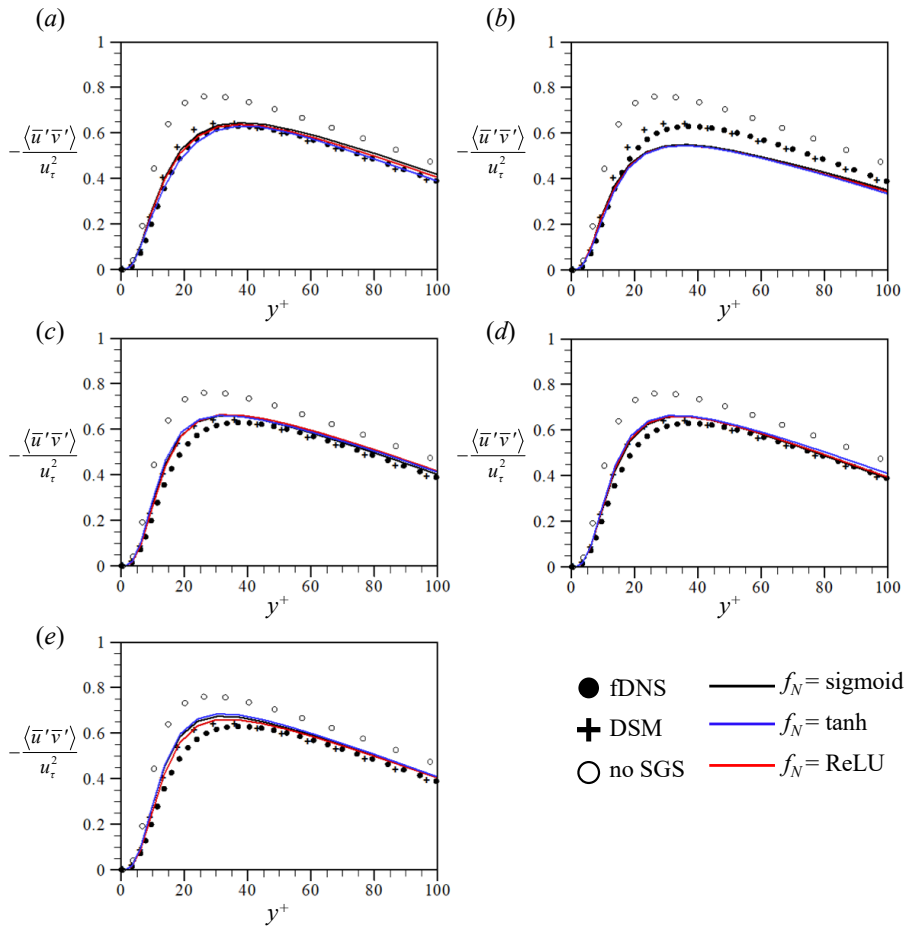 (a)
(b)
1
0.8
0.6
0.4
0.2
0
−⟨u̅′v̅′⟩/u_τ²
0 20 40 60 80 100
y⁺
1
0.8
0.6
0.4
0.2
0
−⟨u̅′v̅′⟩/u_τ²
0 20 40 60 80 100
y⁺
(c)
(d)
1
0.8
0.6
0.4
0.2
0
−⟨u̅′v̅′⟩/u_τ²
0 20 40 60 80 100
y⁺
1
0.8
0.6
0.4
0.2
0
−⟨u̅′v̅′⟩/u_τ²
0 20 40 60 80 100
y⁺
(e)
1
0.8
0.6
0.4
0.2
0
−⟨u̅′v̅′⟩/u_τ²
0 20 40 60 80 100
y⁺
fDNS
DSM
no SGS
f_N = sigmoid
f_N = tanh
f_N = ReLU